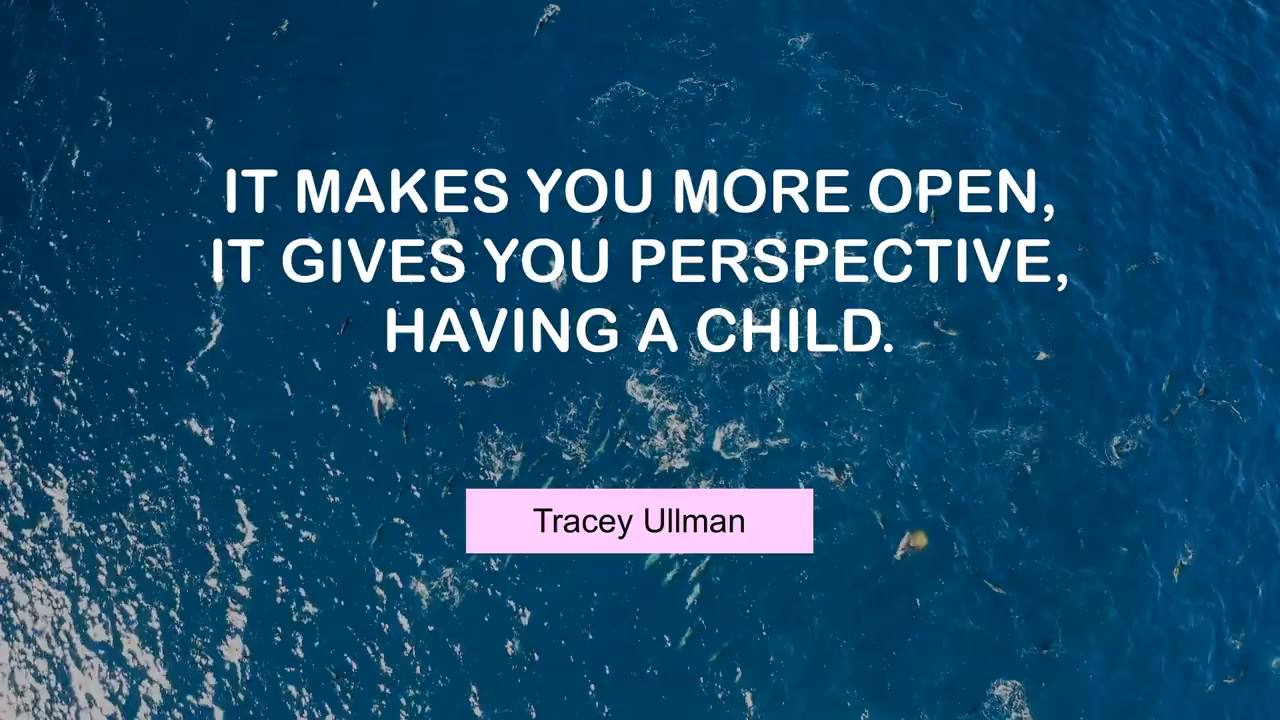 IT MAKES YOU MORE OPEN,
IT GIVES YOU PERSPECTIVE,
HAVING A CHILD.
Tracey Ullman